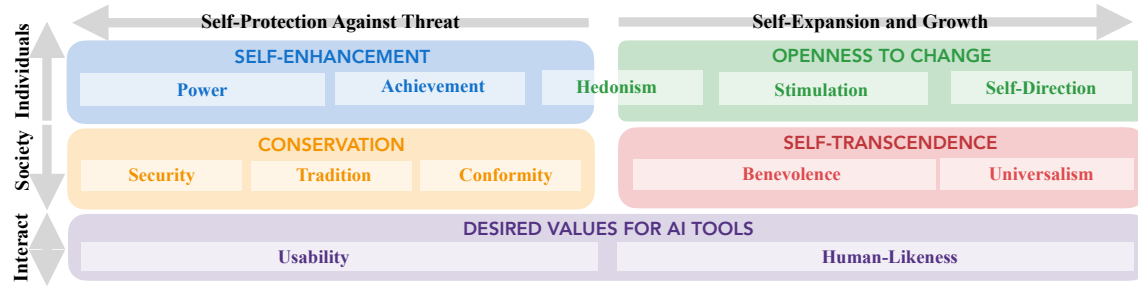 Self-Protection Against Threat
Self-Expansion and Growth
Individuals
SELF-ENHANCEMENT
OPENNESS TO CHANGE
Power
Achievement
Hedonism
Stimulation
Self-Direction
Society
CONSERVATION
SELF-TRANSCENDENCE
Security
Tradition
Conformity
Benevolence
Universalism
Interact
DESIRED VALUES FOR AI TOOLS
Usability
Human-Likeness